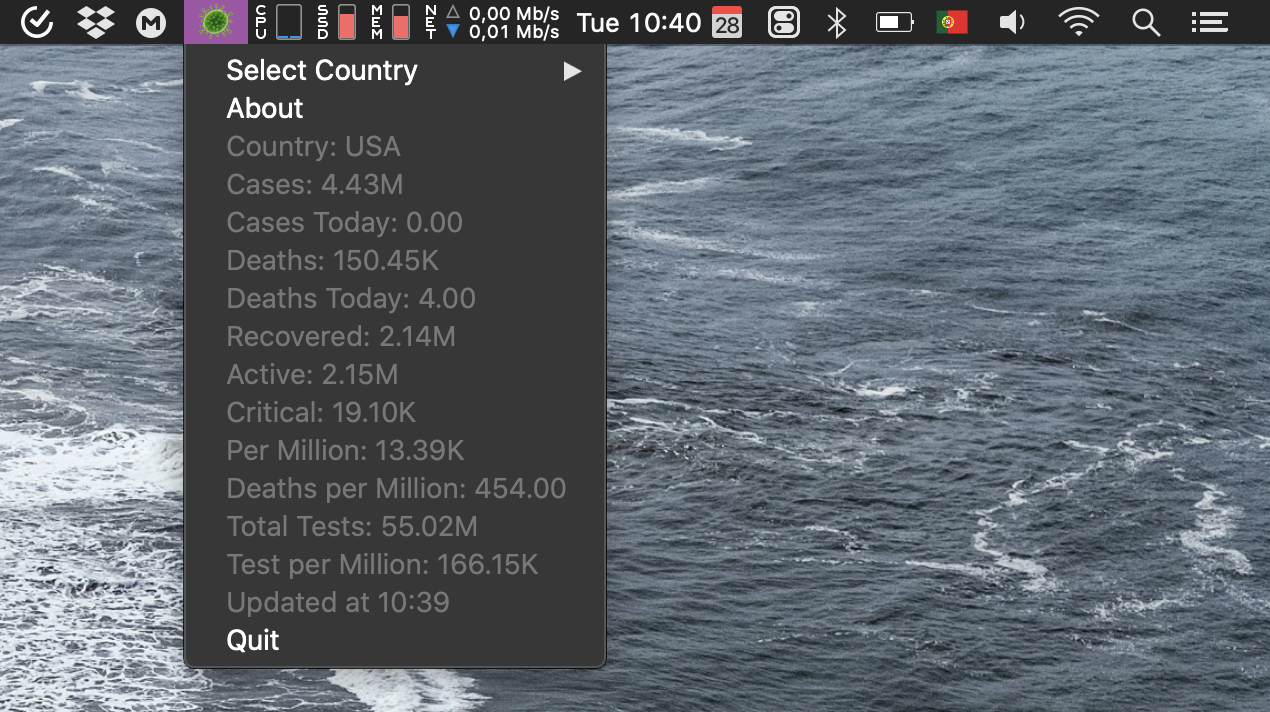 CPU
SSD
MEM
NET
0,00 Mb/s
0,01 Mb/s
Tue 10:40
28
Select Country
About
Country: USA
Cases: 4.43M
Cases Today: 0.00
Deaths: 150.45K
Deaths Today: 4.00
Recovered: 2.14M
Active: 2.15M
Critical: 19.10K
Per Million: 13.39K
Deaths per Million: 454.00
Total Tests: 55.02M
Test per Million: 166.15K
Updated at 10:39
Quit